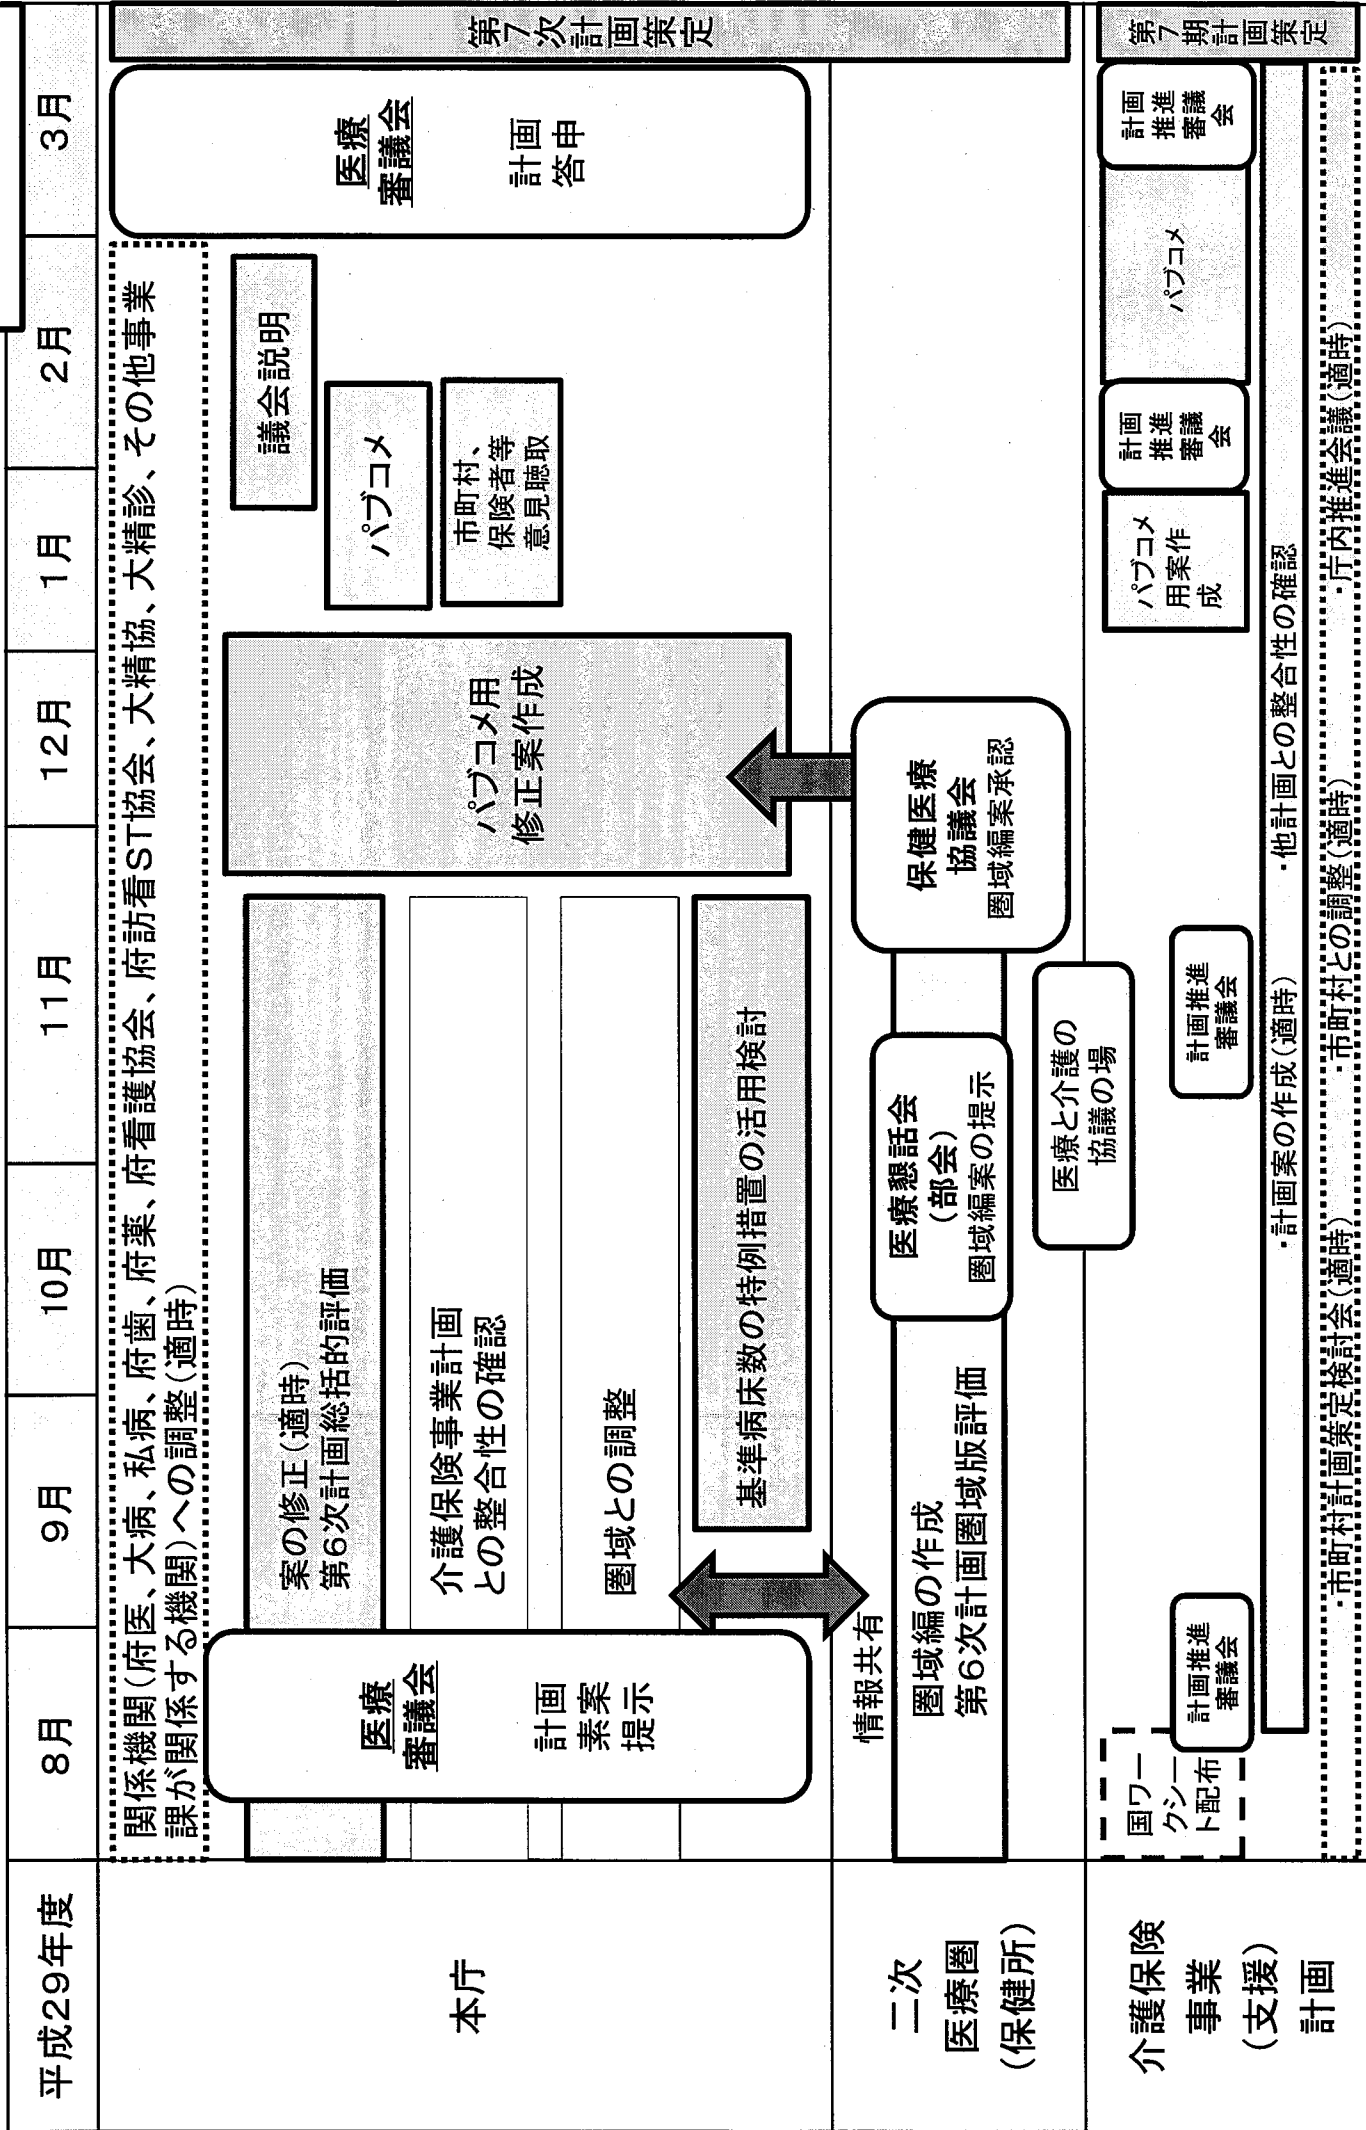 平成29年度
8月
9月
10月
11月
12月
1月
2月
3月
本庁
関係機関(府医、大病、私病、府歯、府薬、府看護協会、府訪看ST協会、大精協、大精診、その他事業
課が関係する機関)への調整(適時)
医療
審議会
計画
素案
提示
案の修正(適時)
第6次計画総括的評価
介護保険事業計画
との整合性の確認
圏域との調整
基準病床数の特例措置の活用検討
パブコメ用
修正案作成
議会説明
パブコメ
市町村、
保険者等
意見聴取
医療
審議会
計画
答申
第7次計画策定
二次
医療圏
(保健所)
情報共有
圏域編の作成
第6次計画圏域版評価
医療懇話会
(部会)
圏域編案の提示
保健医療
協議会
圏域編案承認
医療と介護の
協議の場
介護保険
事業
(支援)
計画
国ワー
クシー
ト配布
計画推進
審議会
計画推進
審議会
パブコメ
用案作
成
計画
推進
審議
会
パブコメ
計画
推進
審議
会
第7期計画策定
・計画案の作成(適時)
・他計画との整合性の確認
・市町村計画策定検討会(適時)
・市町村との調整(適時)
・庁内推進会議(適時)